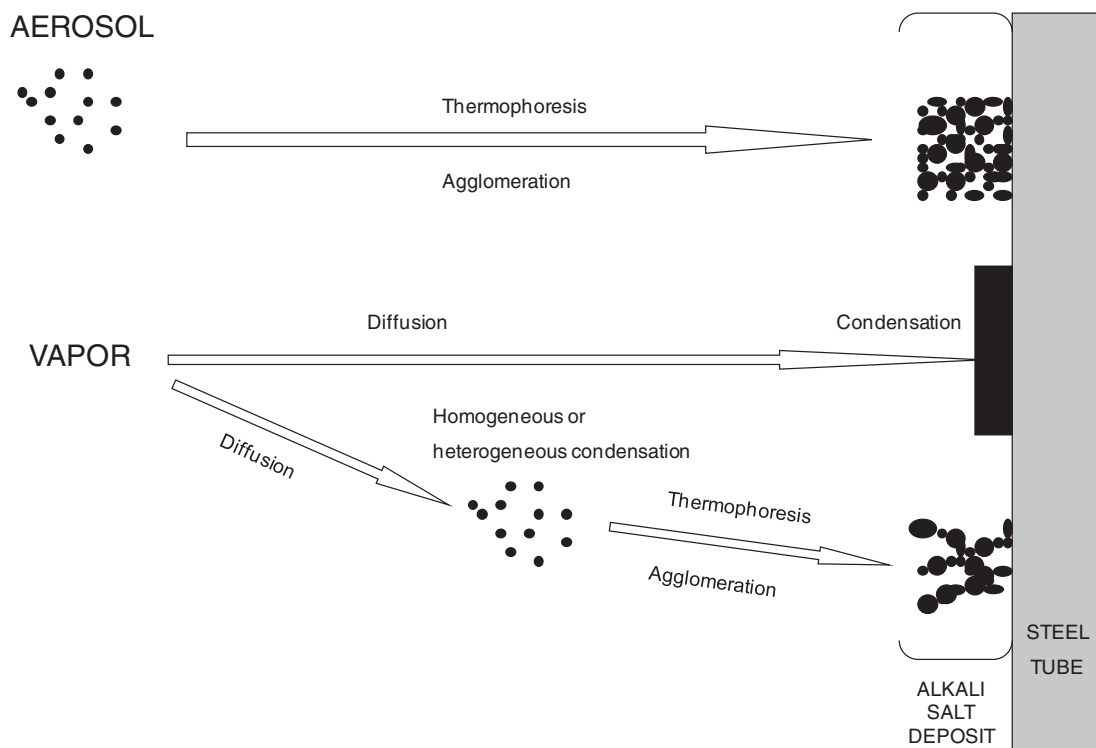 AEROSOL
Thermophoresis
Agglomeration
Diffusion
Condensation
VAPOR
Homogeneous or
heterogeneous condensation
Diffusion
Thermophoresis
Agglomeration
STEEL
TUBE
ALKALI
SALT
DEPOSIT